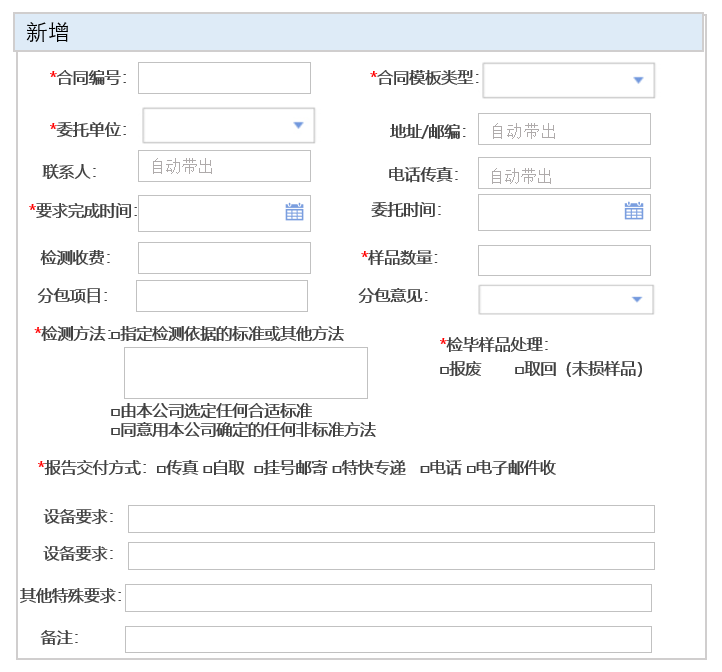 新增
*合同编号： *合同模板类型：
*委托单位： 地址/邮编： 自动带出
联系人： 自动带出 电话传真： 自动带出
*要求完成时间： 委托时间：
检测收费： *样品数量：
分包项目： 分包意见：
*检测方法：□指定检测依据的标准或其他方法
*检毕样品处理：
□报废 □取回（未损样品）
□由本公司选定任何合适标准
□同意用本公司确定的任何非标准方法
*报告交付方式：□传真 □自取 □挂号邮寄 □特快专递 □电话 □电子邮件收
设备要求：
设备要求：
其他特殊要求：
备注：